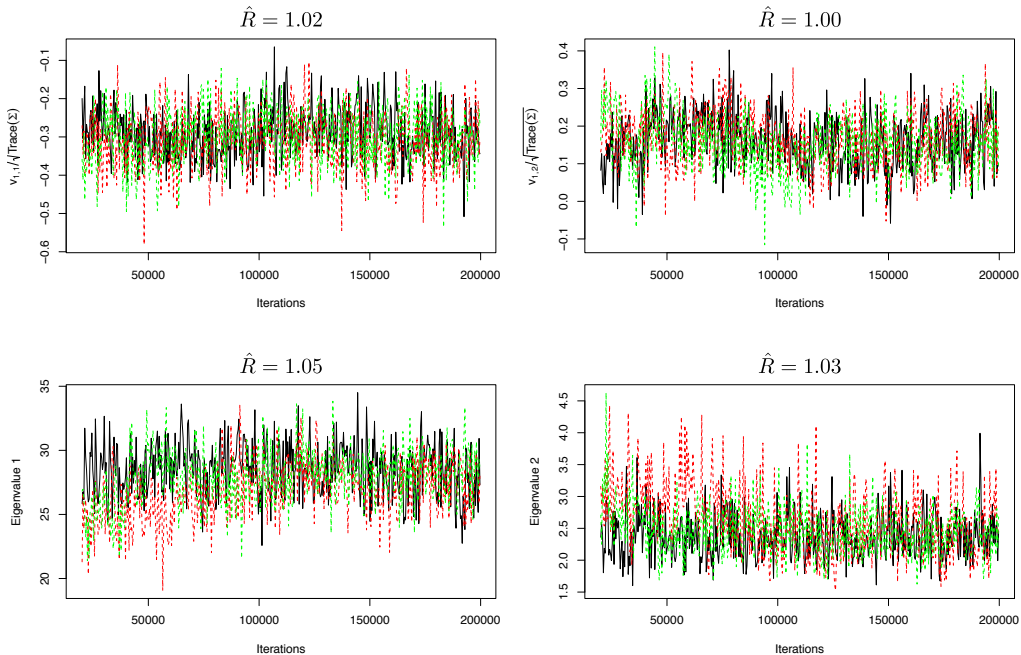 R̂ = 1.02
v1,1/√Trace(Σ)
−0.1
−0.2
−0.3
−0.4
−0.5
−0.6
50000 100000 150000 200000
Iterations
R̂ = 1.00
v1,2/√Trace(Σ)
0.4
0.3
0.2
0.1
0.0
−0.1
50000 100000 150000 200000
Iterations
R̂ = 1.05
Eigenvalue 1
35
30
25
20
50000 100000 150000 200000
Iterations
R̂ = 1.03
Eigenvalue 2
4.5
4.0
3.5
3.0
2.5
2.0
1.5
50000 100000 150000 200000
Iterations